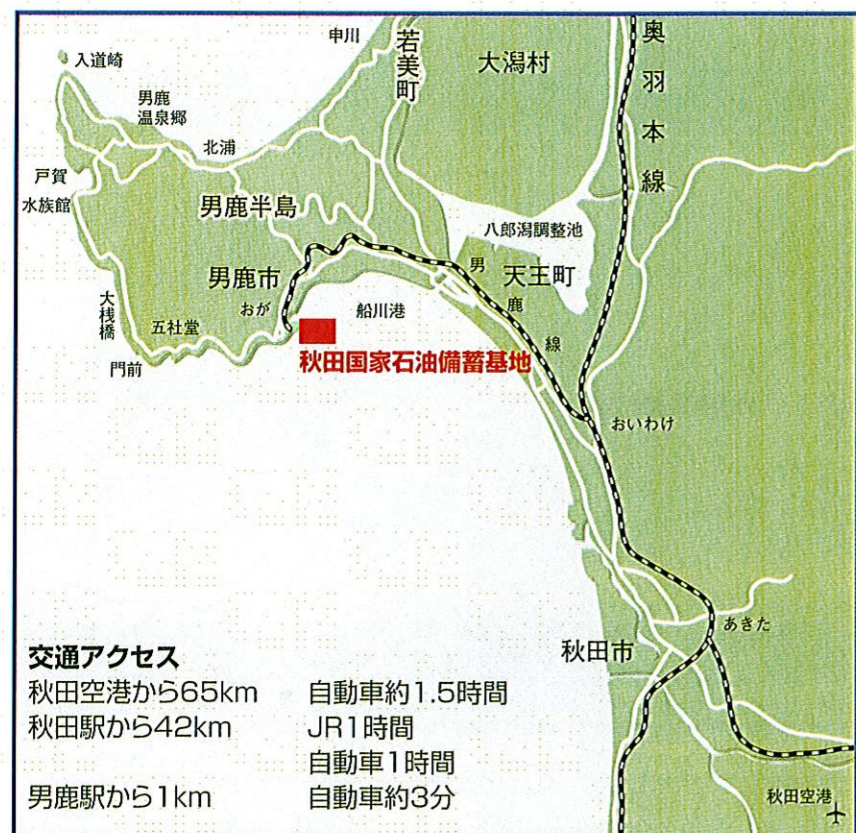 入道崎
申川
若美町
大潟村
奥羽本線
男鹿
温泉郷
北浦
戸賀
水族館
男鹿半島
八郎潟調整池
男鹿市
男鹿線
天王町
おが
船川港
大桟橋
五社堂
門前
秋田国家石油備蓄基地
おいわけ
あきた
秋田市
交通アクセス
秋田空港から65km 自動車約1.5時間
秋田駅から42km JR1時間
自動車1時間
男鹿駅から1km 自動車約3分
秋田空港